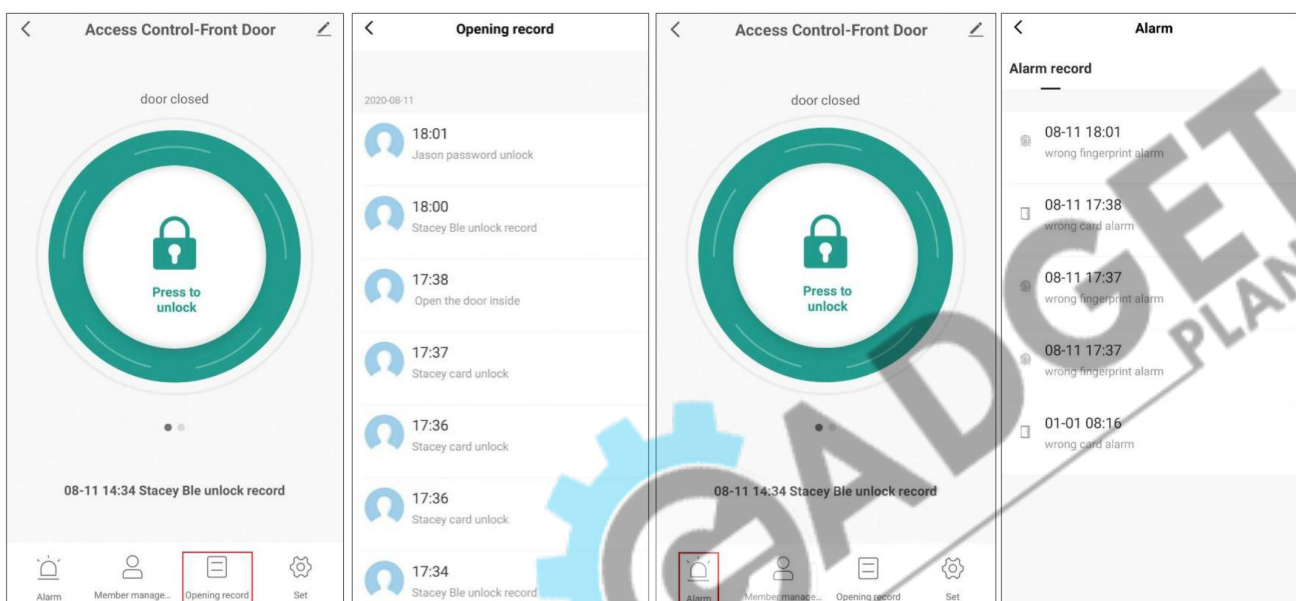 Access Control-Front Door
door closed
Press to
unlock
08-11 14:34 Stacey Ble unlock record
Alarm
Member manage...
Opening record
Set
Opening record
2020-08-11
18:01
Jason password unlock
18:00
Stacey Ble unlock record
17:38
Open the door inside
17:37
Stacey card unlock
17:36
Stacey card unlock
17:36
Stacey card unlock
17:34
Stacey Ble unlock record
Access Control-Front Door
door closed
Press to
unlock
08-11 14:34 Stacey Ble unlock record
Alarm
Member manage...
Opening record
Set
Alarm
Alarm record
08-11 18:01
wrong fingerprint alarm
08-11 17:38
wrong card alarm
08-11 17:37
wrong fingerprint alarm
08-11 17:37
wrong fingerprint alarm
01-01 08:16
wrong card alarm
GADGET
PLAN